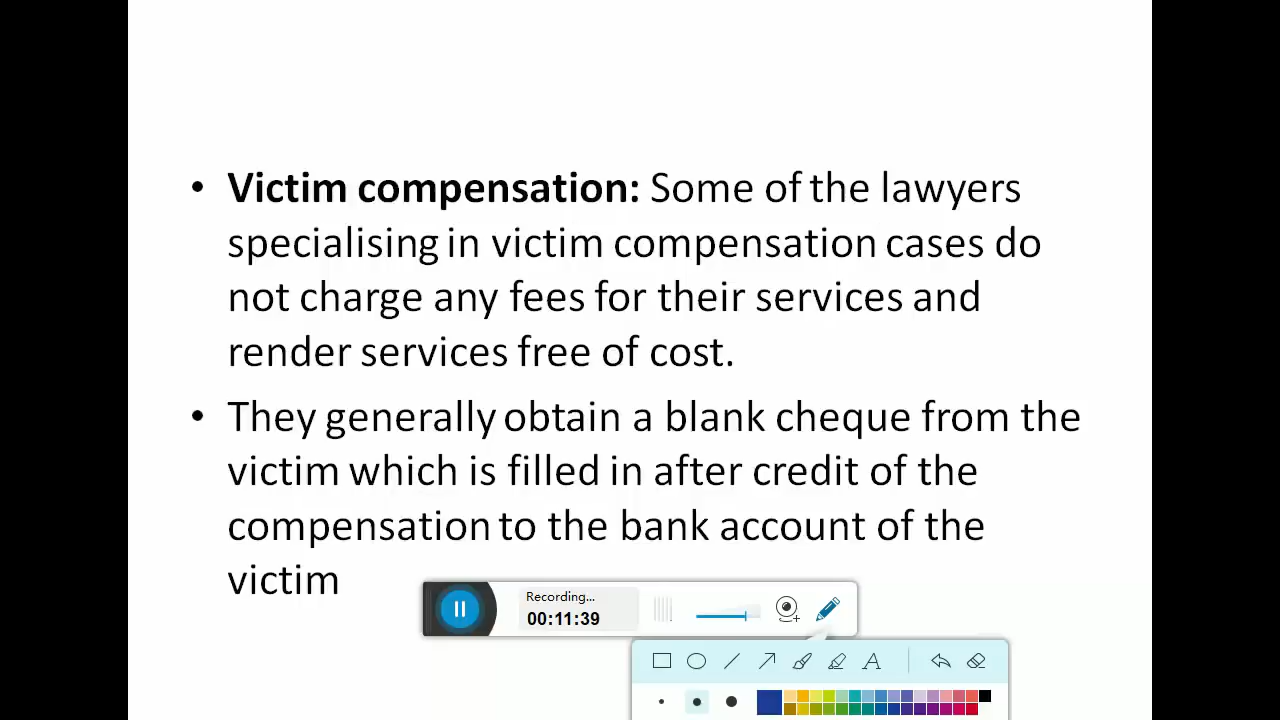 • Victim compensation: Some of the lawyers
specialising in victim compensation cases do
not charge any fees for their services and
render services free of cost.
• They generally obtain a blank cheque from the
victim which is filled in after credit of the
compensation to the bank account of the
victim
Recording...
00:11:39
A